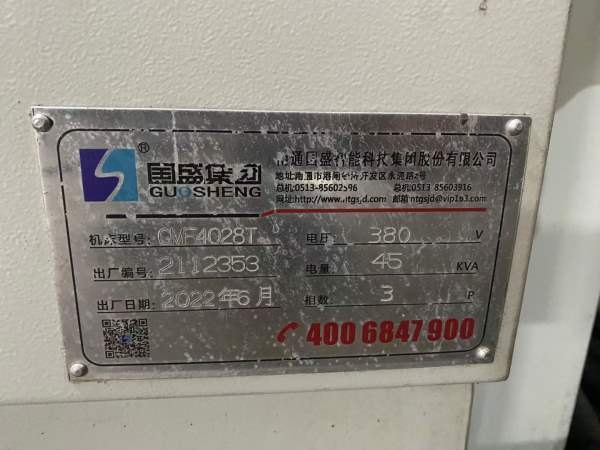 ®
国盛集团
GUOSHENG
南通国盛智能科技集团股份有限公司
地址:南通市港闸经济开发区永通路2号
总机:0513-85602596 总机:0513 85603916
网址:http://www.ntgsjd.com 邮箱:ntgsjd@vip163.com
机床型号: GMF4028T 电压: 380 V
出厂编号: 2112353 电量: 45 KVA
出厂日期: 2022年6月 相数: 3 P
400 6847 900